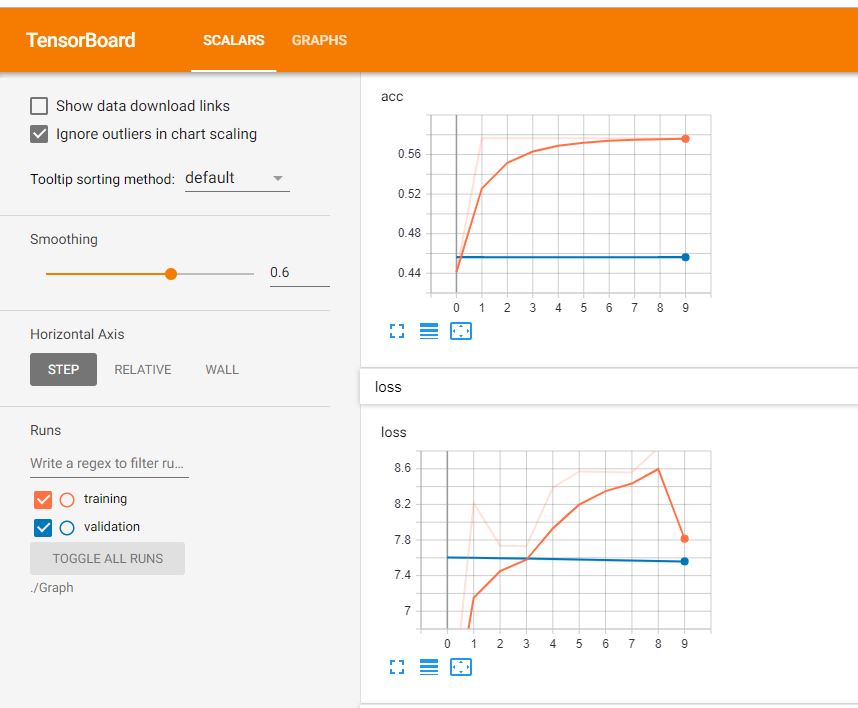 TensorBoard SCALARS GRAPHS
Show data download links
Ignore outliers in chart scaling
Tooltip sorting method: default
Smoothing
0.6
Horizontal Axis
STEP RELATIVE WALL
Runs
Write a regex to filter ru...
training
validation
TOGGLE ALL RUNS
./Graph
acc
0.56
0.52
0.48
0.44
0 1 2 3 4 5 6 7 8 9
loss
loss
8.6
8.2
7.8
7.4
7
0 1 2 3 4 5 6 7 8 9